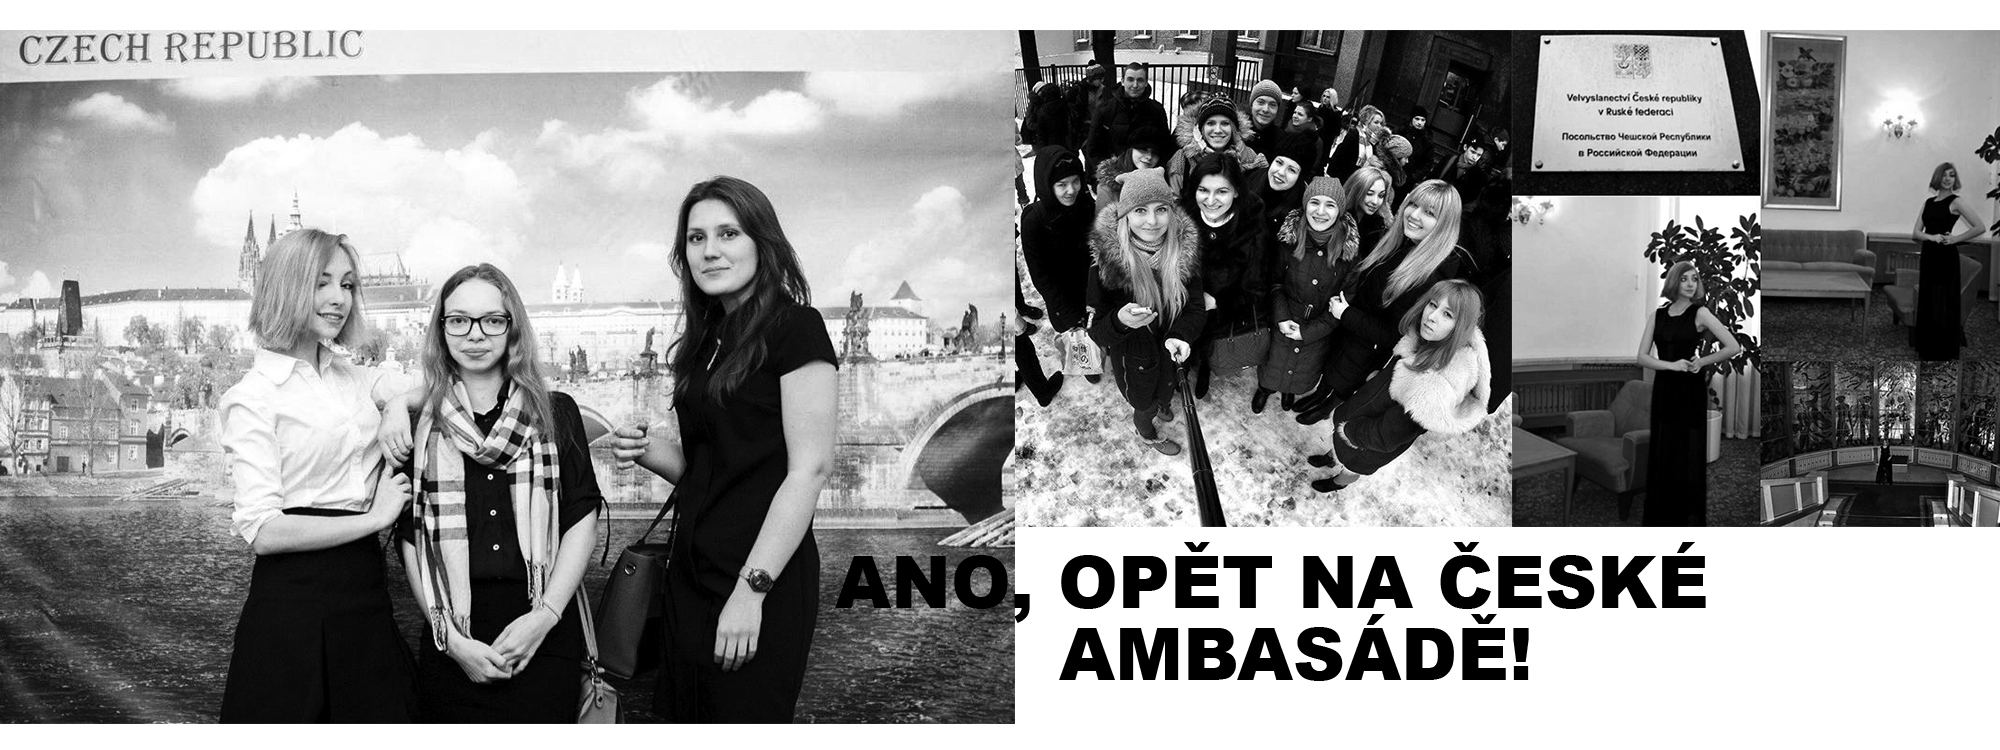 CZECH REPUBLIC
Velvyslanectví České republiky
v Ruské federaci
Посольство Чешской Республики
в Российской Федерации
ANO, OPĚT NA ČESKÉ
AMBASÁDĚ!